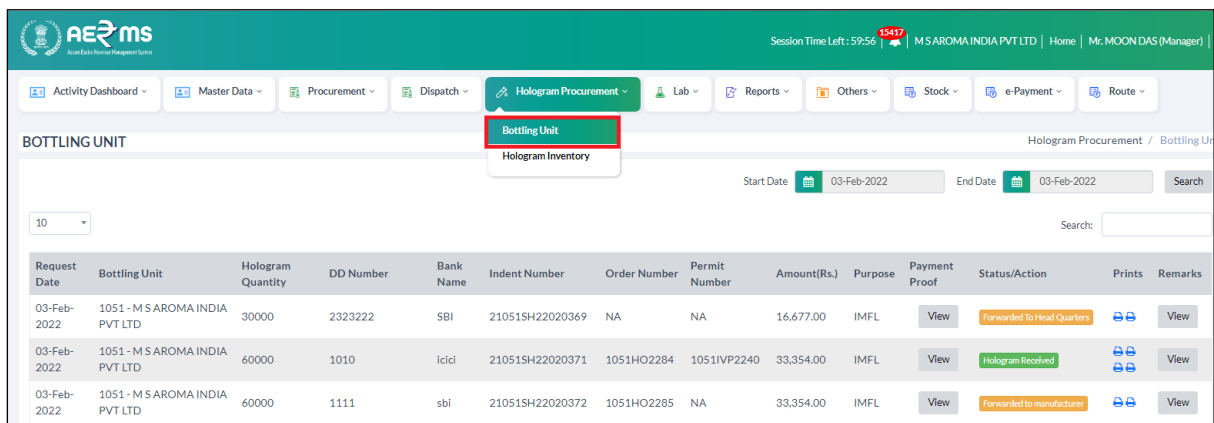 AERMS
Assam Excise Revenue Management System
Session Time Left : 59:56 15417 | M S AROMA INDIA PVT LTD | Home | Mr. MOON DAS (Manager) |
Activity Dashboard Master Data Procurement Dispatch Hologram Procurement Lab Reports Others Stock e-Payment Route
Bottling Unit
Hologram Inventory
BOTTLING UNIT Hologram Procurement / Bottling Un
Start Date 03-Feb-2022 End Date 03-Feb-2022 Search
10 Search:
Request Date Bottling Unit Hologram Quantity DD Number Bank Name Indent Number Order Number Permit Number Amount(Rs.) Purpose Payment Proof Status/Action Prints Remarks
03-Feb-2022 1051 - M S AROMA INDIA PVT LTD 30000 2323222 SBI 21051SH22020369 NA NA 16,677.00 IMFL View Forwarded To Head Quarters View
03-Feb-2022 1051 - M S AROMA INDIA PVT LTD 60000 1010 icici 21051SH22020371 1051HO2284 1051IVP2240 33,354.00 IMFL View Hologram Received View
03-Feb-2022 1051 - M S AROMA INDIA PVT LTD 60000 1111 sbi 21051SH22020372 1051HO2285 NA 33,354.00 IMFL View Forwarded to manufacturer View